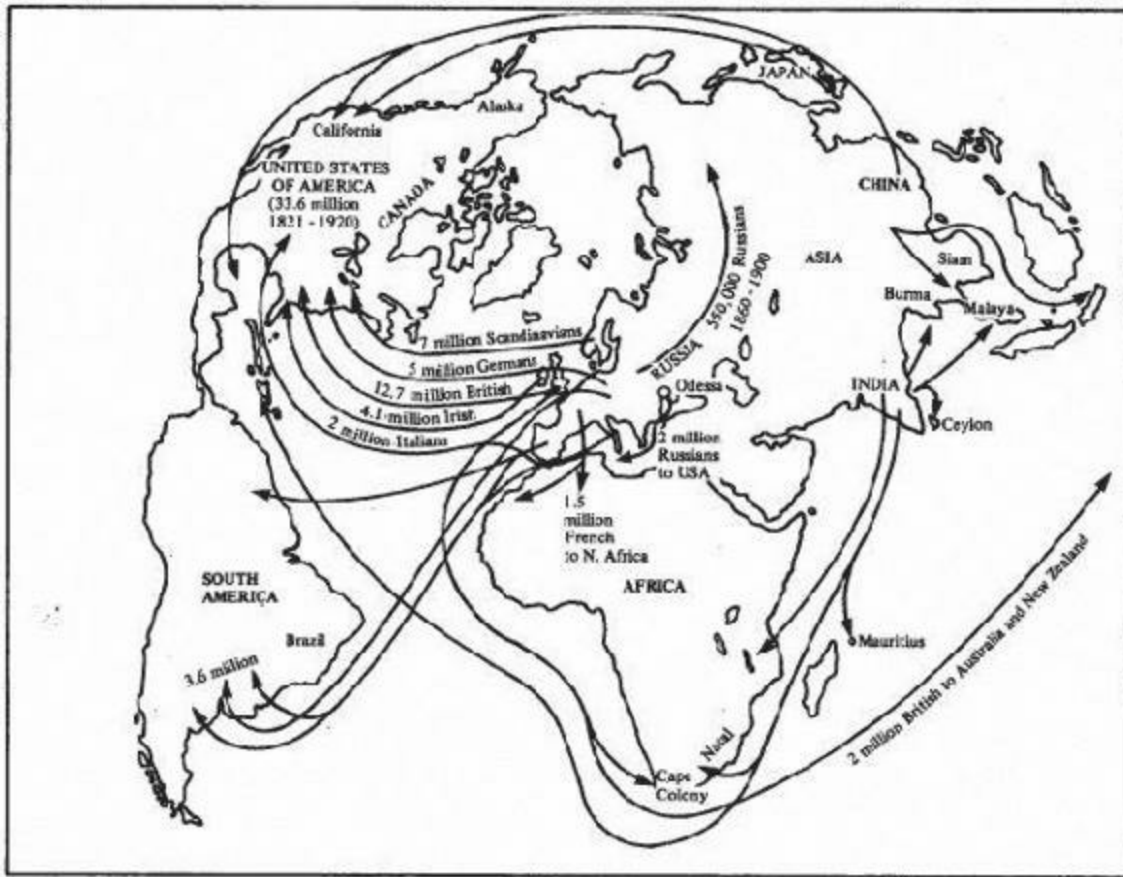 JAPAN
Alaska
California
UNITED STATES
OF AMERICA
(33.6 million
1821 - 1920)
CANADA
CHINA
ASIA
Siam
Burma
Malaya
550,000 Russians
1860 - 1900
7 million Scandinavians
5 million Germans
12.7 million British
4.1 million Irish
2 million Italians
RUSSIA
Odessa
INDIA
Ceylon
2 million
Russians
to USA
1.5
million
French
to N. Africa
AFRICA
SOUTH
AMERICA
Brazil
3.6 million
Mauritius
2 million British to Australia and New Zealand
Natal
Cape
Colony